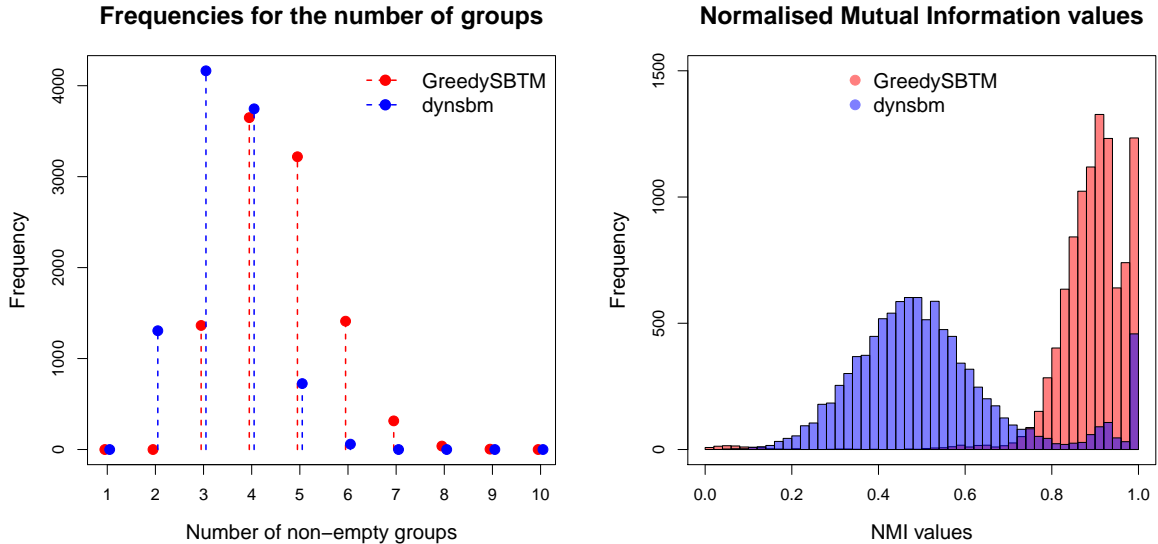 Frequencies for the number of groups
Frequency
4000
3000
2000
1000
0
GreedySBTM
dynsbm
1 2 3 4 5 6 7 8 9 10
Number of non−empty groups
Normalised Mutual Information values
Frequency
1500
1000
500
0
GreedySBTM
dynsbm
0.0 0.2 0.4 0.6 0.8 1.0
NMI values